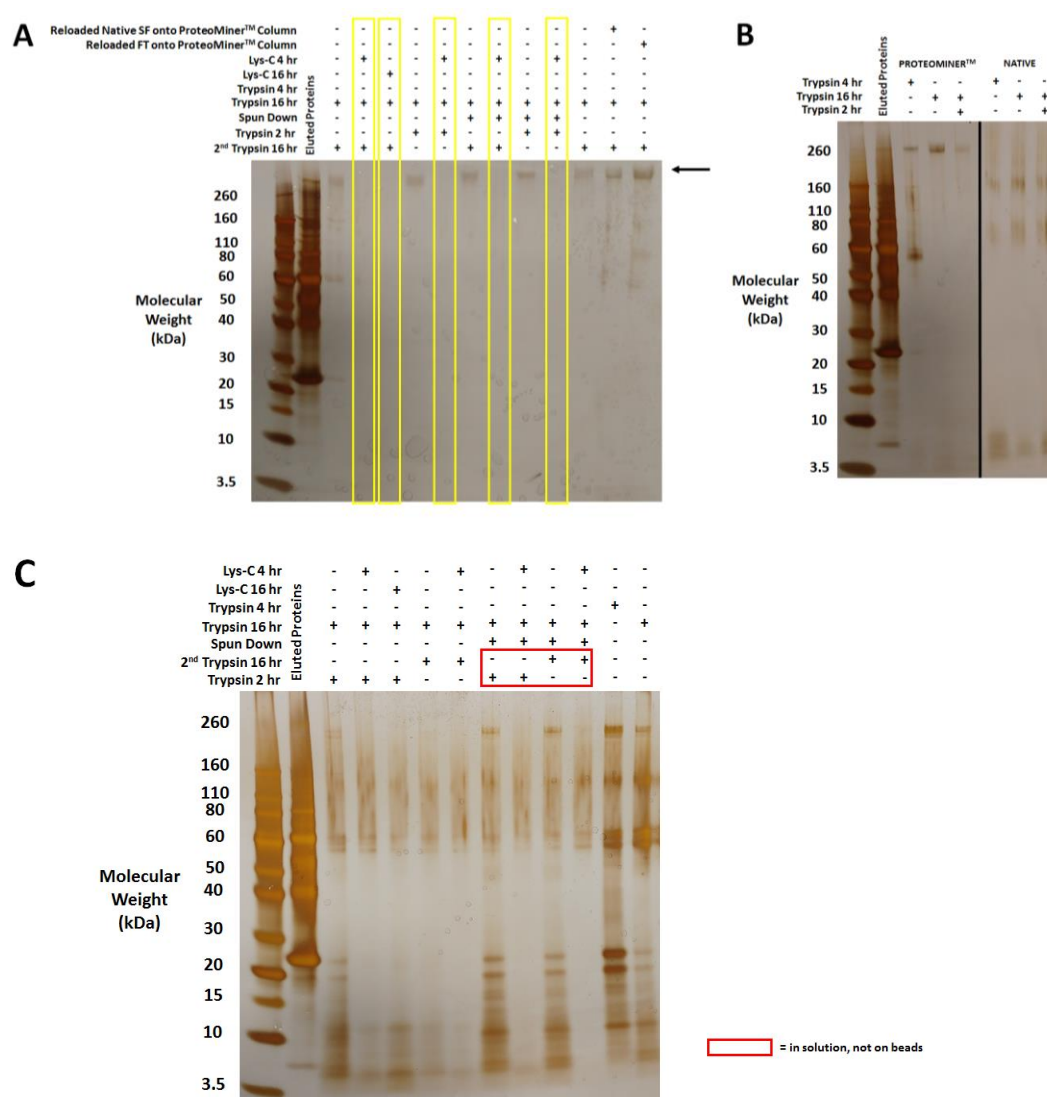 A
Reloaded Native SF onto ProteoMiner™ Column - - - - - - - - - - + -
Reloaded FT onto ProteoMiner™ Column - - - - - - - - - - - +
Lys-C 4 hr - + - - + - + - + - - -
Lys-C 16 hr - - + - - - - - - - - -
Trypsin 4 hr - - - - - - - - - - - -
Trypsin 16 hr + + + + + + + + + + + +
Spun Down - - - - - + + + + - - -
Trypsin 2 hr - - - + + - - + + - - -
2nd Trypsin 16 hr + + + - - + + - - + + +
Eluted Proteins
260
160
110
80
60
50
40
30
20
15
10
3.5
Molecular
Weight
(kDa)
B
PROTEOMINER™ NATIVE
Trypsin 4 hr + - - + - -
Trypsin 16 hr - + + - + +
Trypsin 2 hr - - + - - +
Eluted Proteins
260
160
110
80
60
50
40
30
20
15
10
3.5
Molecular
Weight
(kDa)
C
Lys-C 4 hr - + - - + - + - + - -
Lys-C 16 hr - - + - - - - - - - -
Trypsin 4 hr - - - - - - - - - + -
Trypsin 16 hr + + + + + + + + + - +
Spun Down - - - - - + + + + - -
2nd Trypsin 16 hr - - - + + - - + + - -
Trypsin 2 hr + + + - - + + - - - -
Eluted Proteins
260
160
110
80
60
50
40
30
20
15
10
3.5
Molecular
Weight
(kDa)
= in solution, not on beads